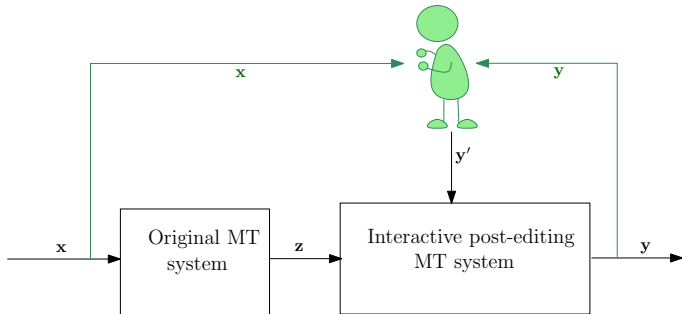 x
y
y′
x
Original MT
system
z
Interactive post-editing
MT system
y